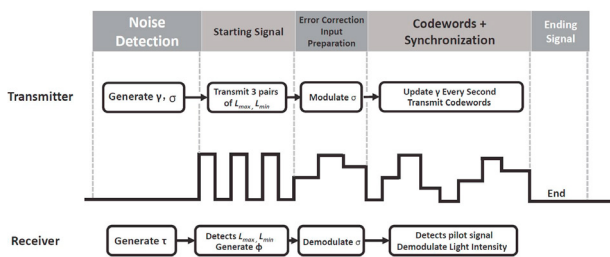 Noise
Detection
Starting Signal
Error Correction
Input
Preparation
Codewords +
Synchronization
Ending
Signal
Transmitter
Generate γ, σ
Transmit 3 pairs
of Lmax, Lmin
Modulate σ
Update γ Every Second
Transmit Codewords
End
Receiver
Generate τ
Detects Lmax, Lmin
Generate ϕ
Demodulate σ
Detects pilot signal
Demodulate Light Intensity